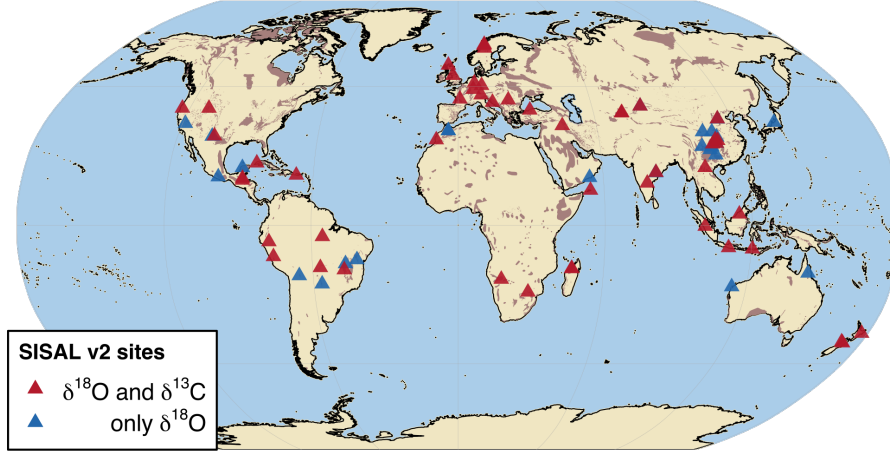 SISAL v2 sites
δ¹⁸O and δ¹³C
only δ¹⁸O